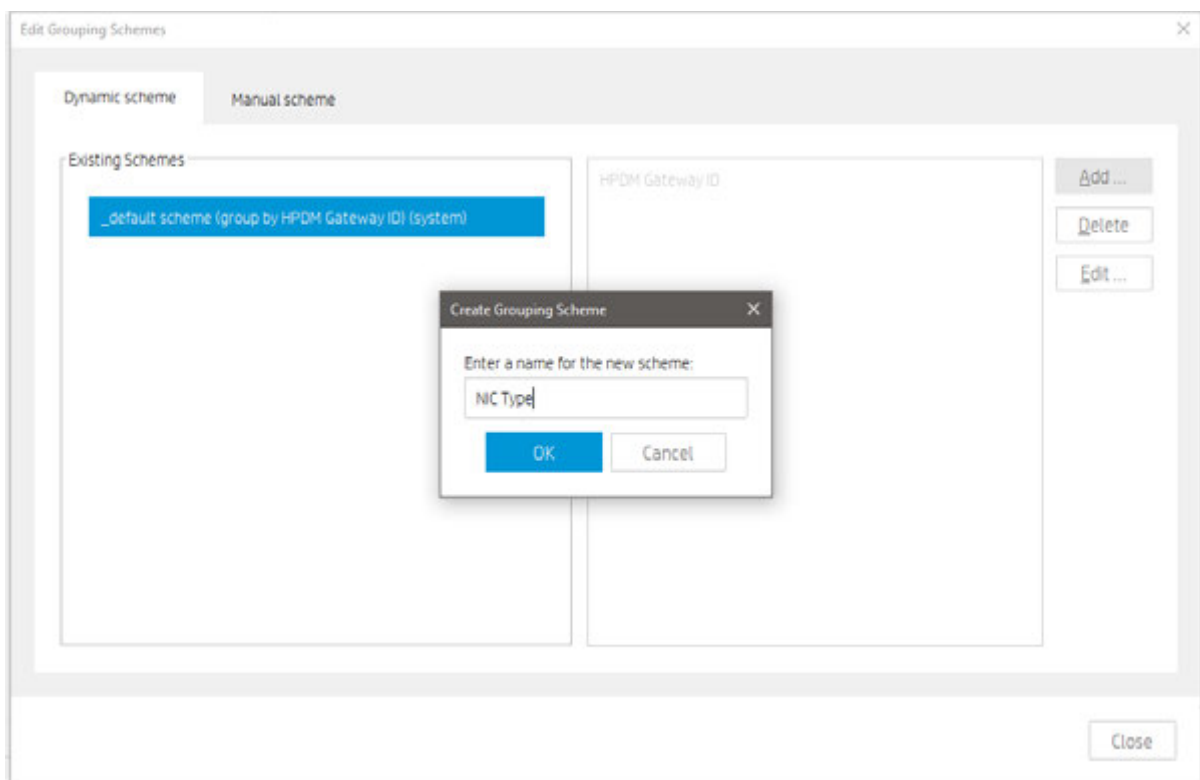 Edit Grouping Schemes
Dynamic scheme
Manual scheme
Existing Schemes
_default scheme (group by HPDM Gateway ID) (system)
HPDM Gateway ID
Add ...
Delete
Edit ...
Create Grouping Scheme
Enter a name for the new scheme:
NIC Type
OK
Cancel
Close